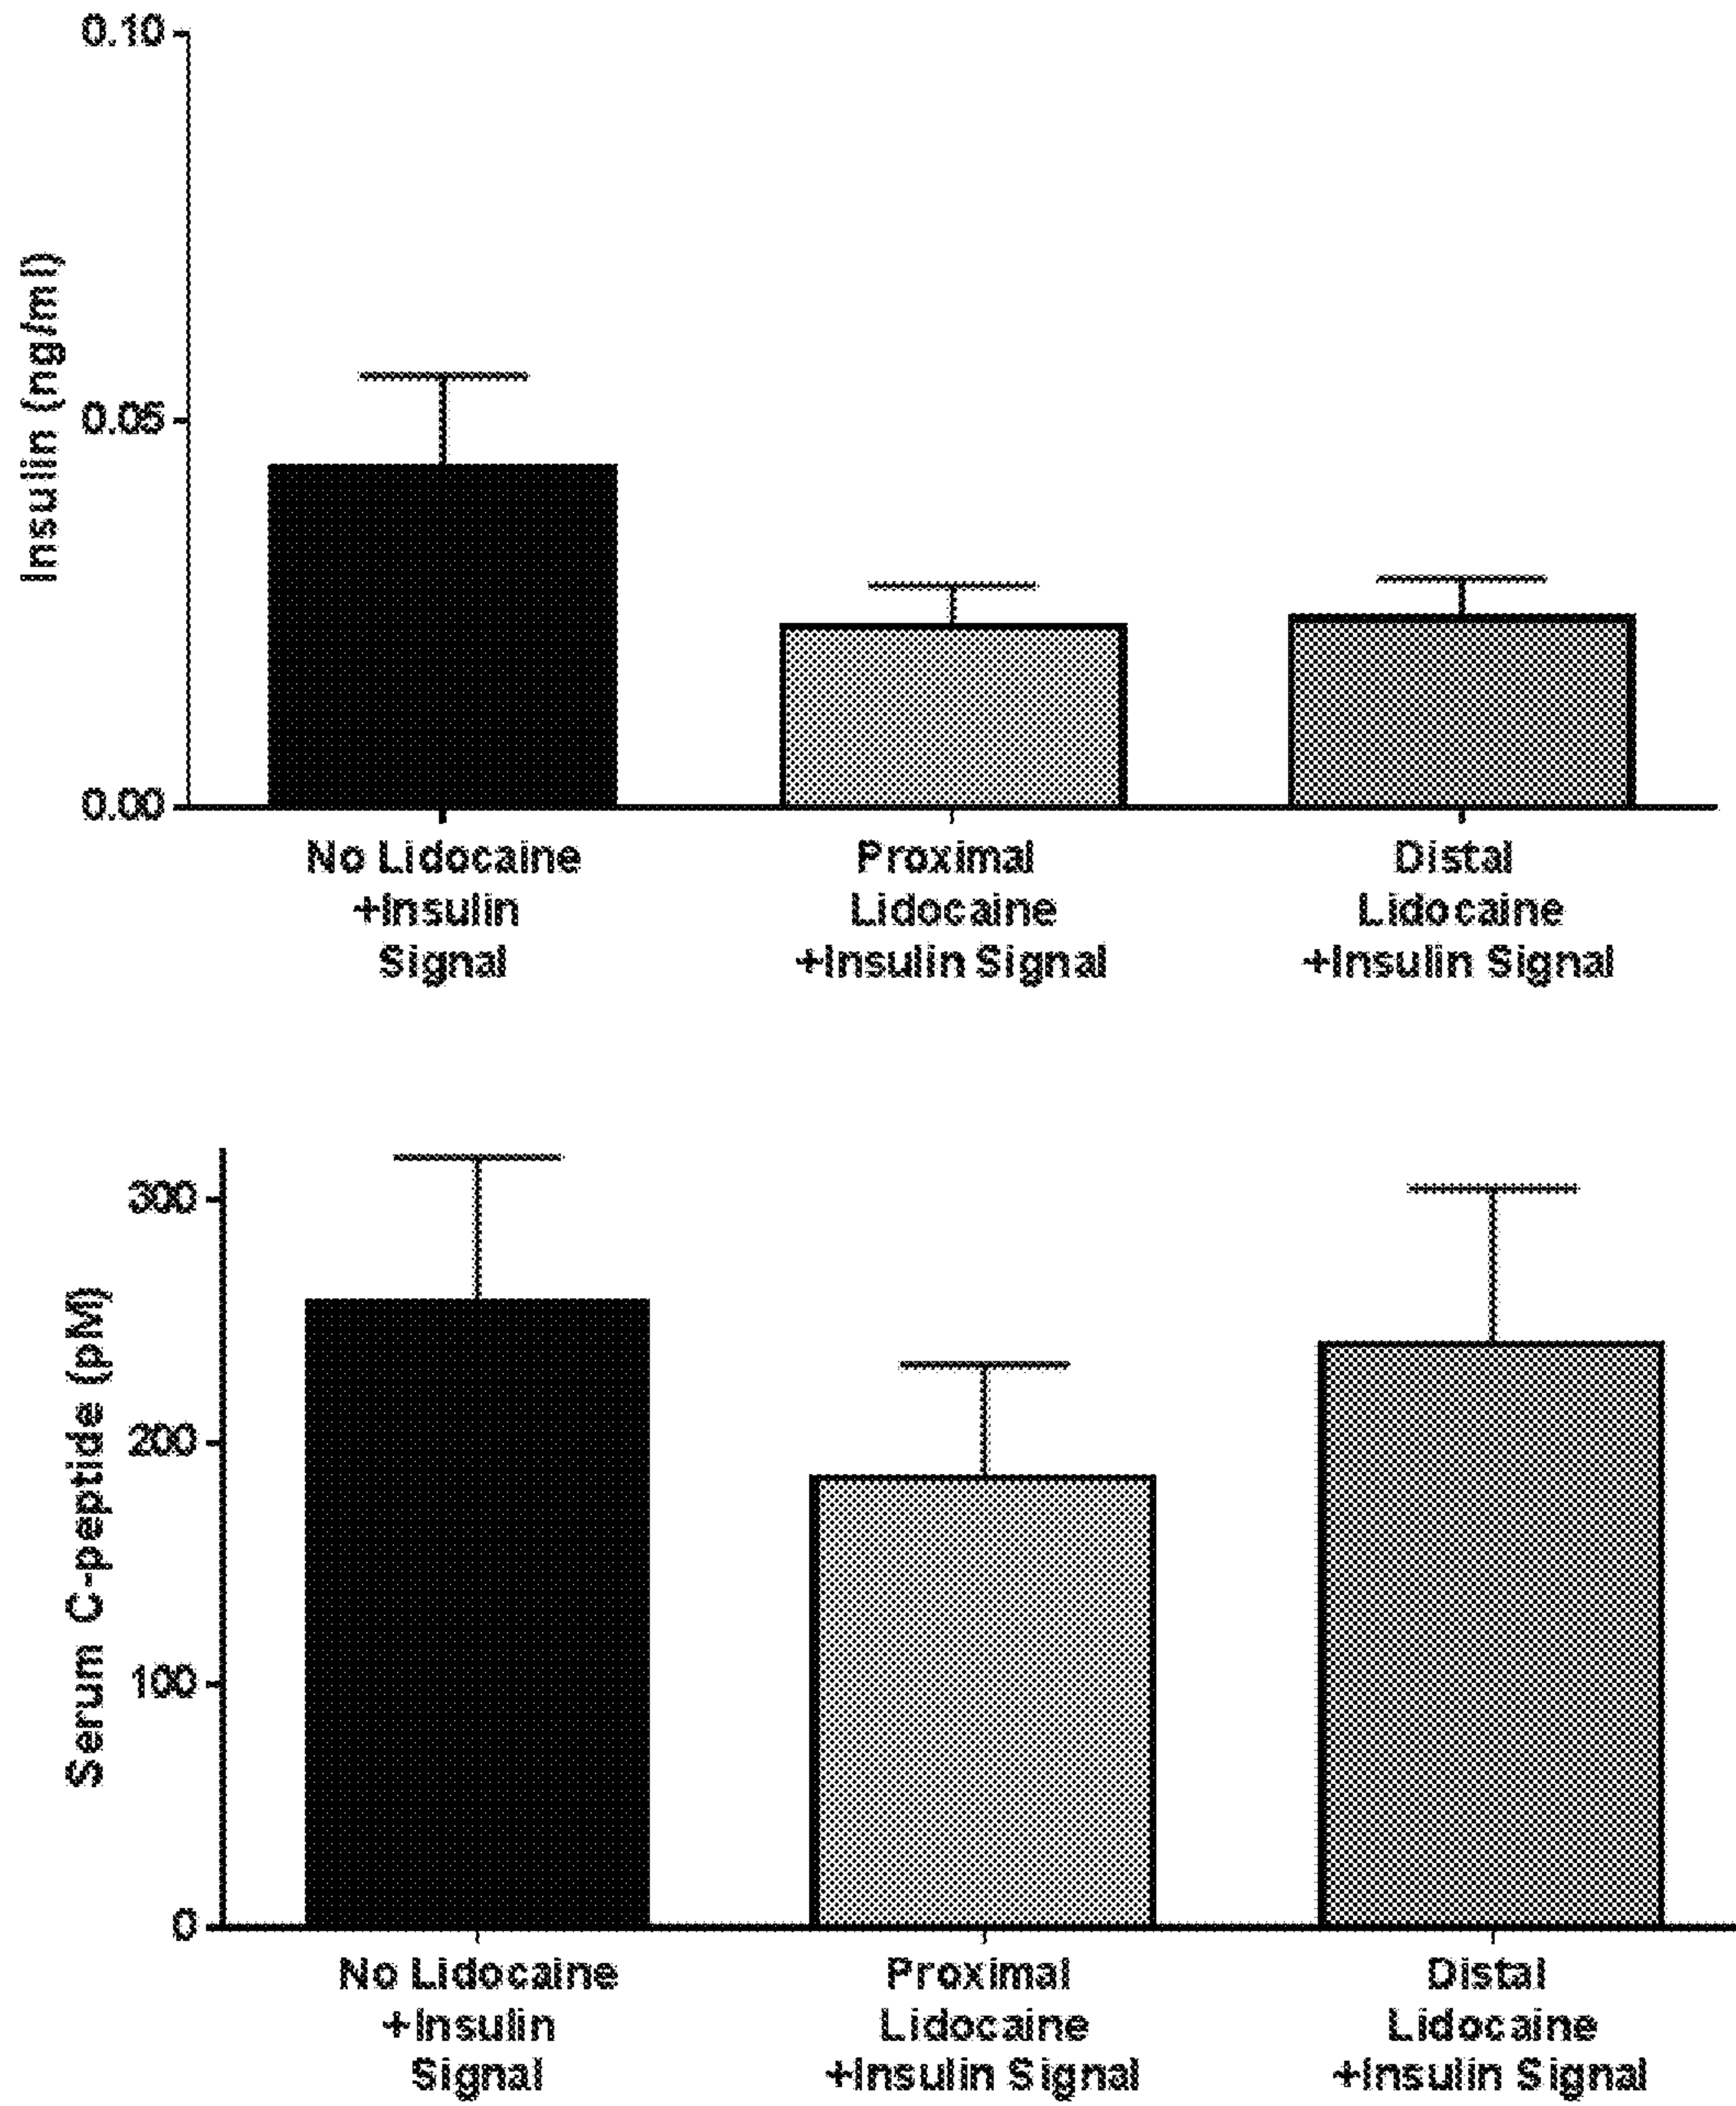 Insulin (ng/ml)
0.10
0.05
0.00
No Lidocaine
+Insulin
Signal
Proximal
Lidocaine
+Insulin Signal
Distal
Lidocaine
+Insulin Signal
Serum C-peptide (pM)
300
200
100
0
No Lidocaine
+Insulin
Signal
Proximal
Lidocaine
+Insulin Signal
Distal
Lidocaine
+Insulin Signal